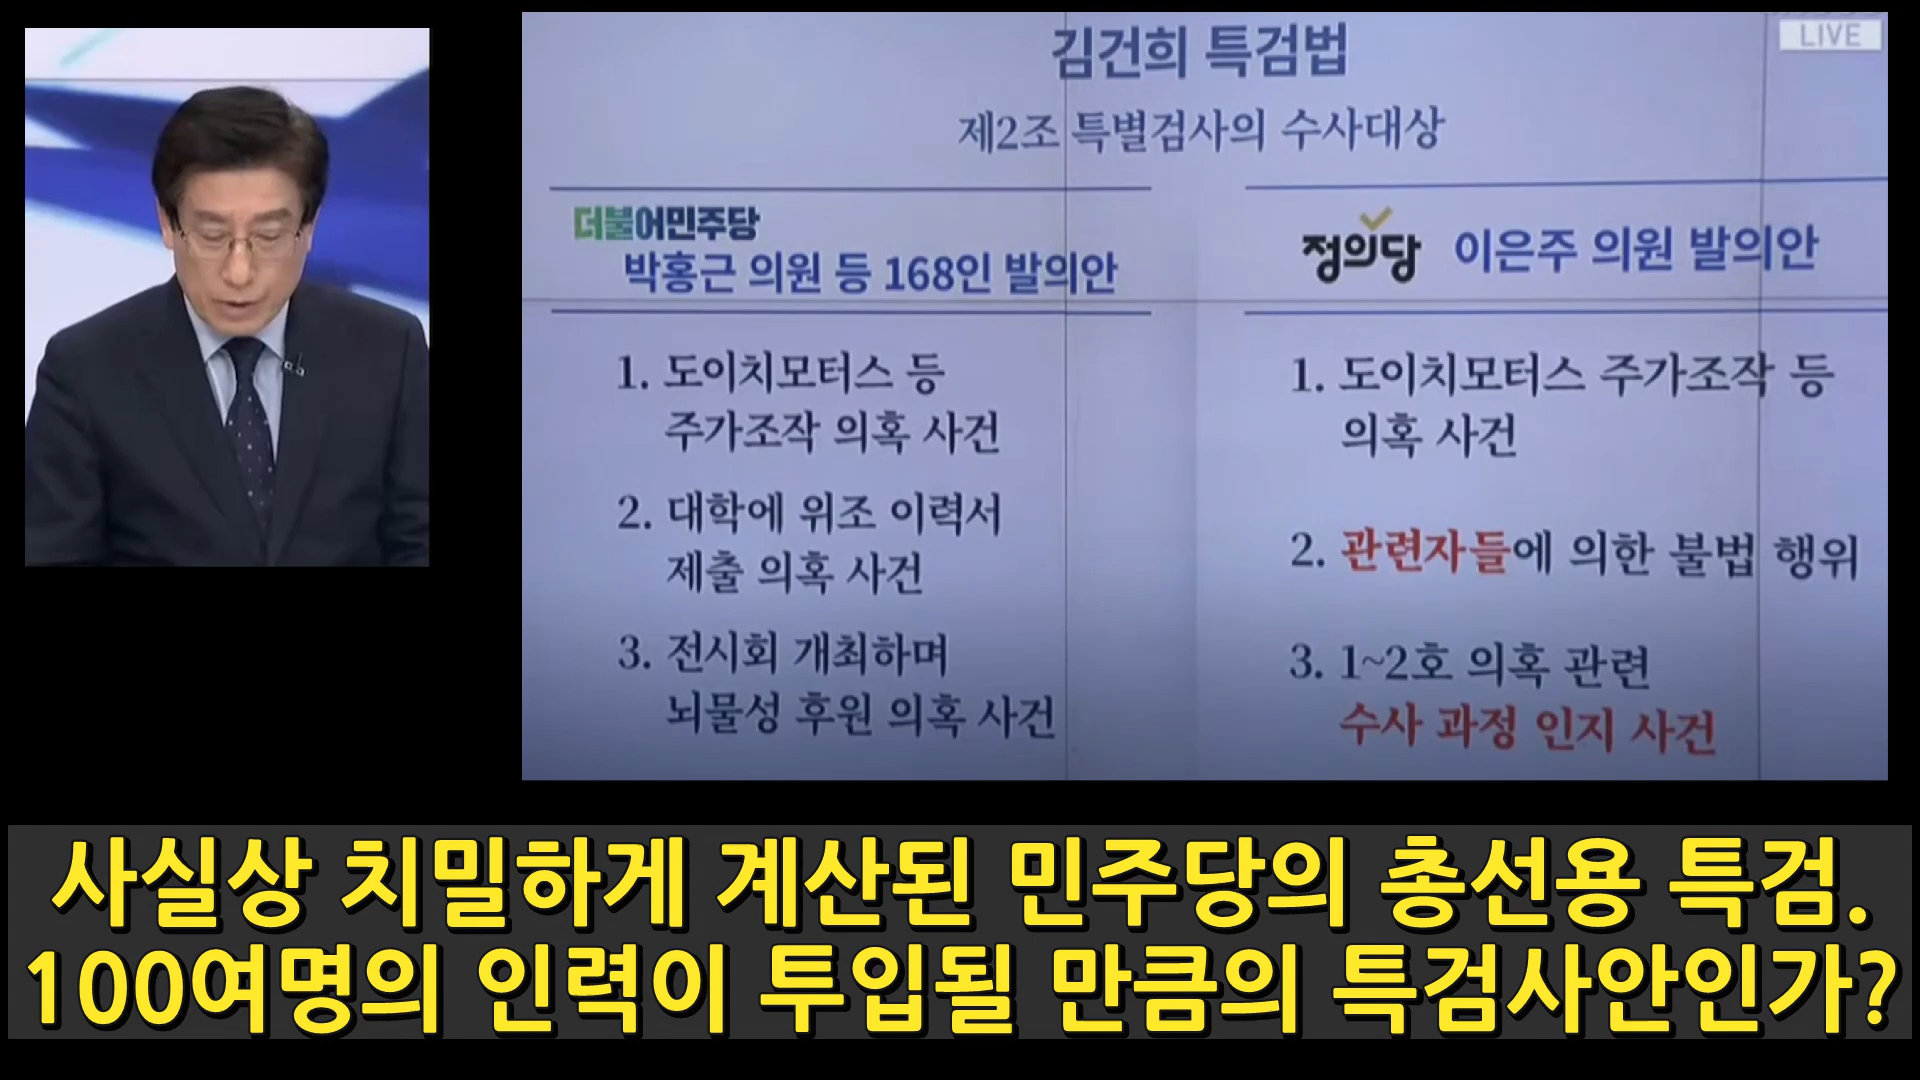 김건희 특검법
LIVE
제2조 특별검사의 수사대상
더불어민주당
박홍근 의원 등 168인 발의안
1. 도이치모터스 등
주가조작 의혹 사건
2. 대학에 위조 이력서
제출 의혹 사건
3. 전시회 개최하며
뇌물성 후원 의혹 사건
정의당 이은주 의원 발의안
1. 도이치모터스 주가조작 등
의혹 사건
2. 관련자들에 의한 불법 행위
3. 1~2호 의혹 관련
수사 과정 인지 사건
사실상 치밀하게 계산된 민주당의 총선용 특검.
100여명의 인력이 투입될 만큼의 특검사안인가?